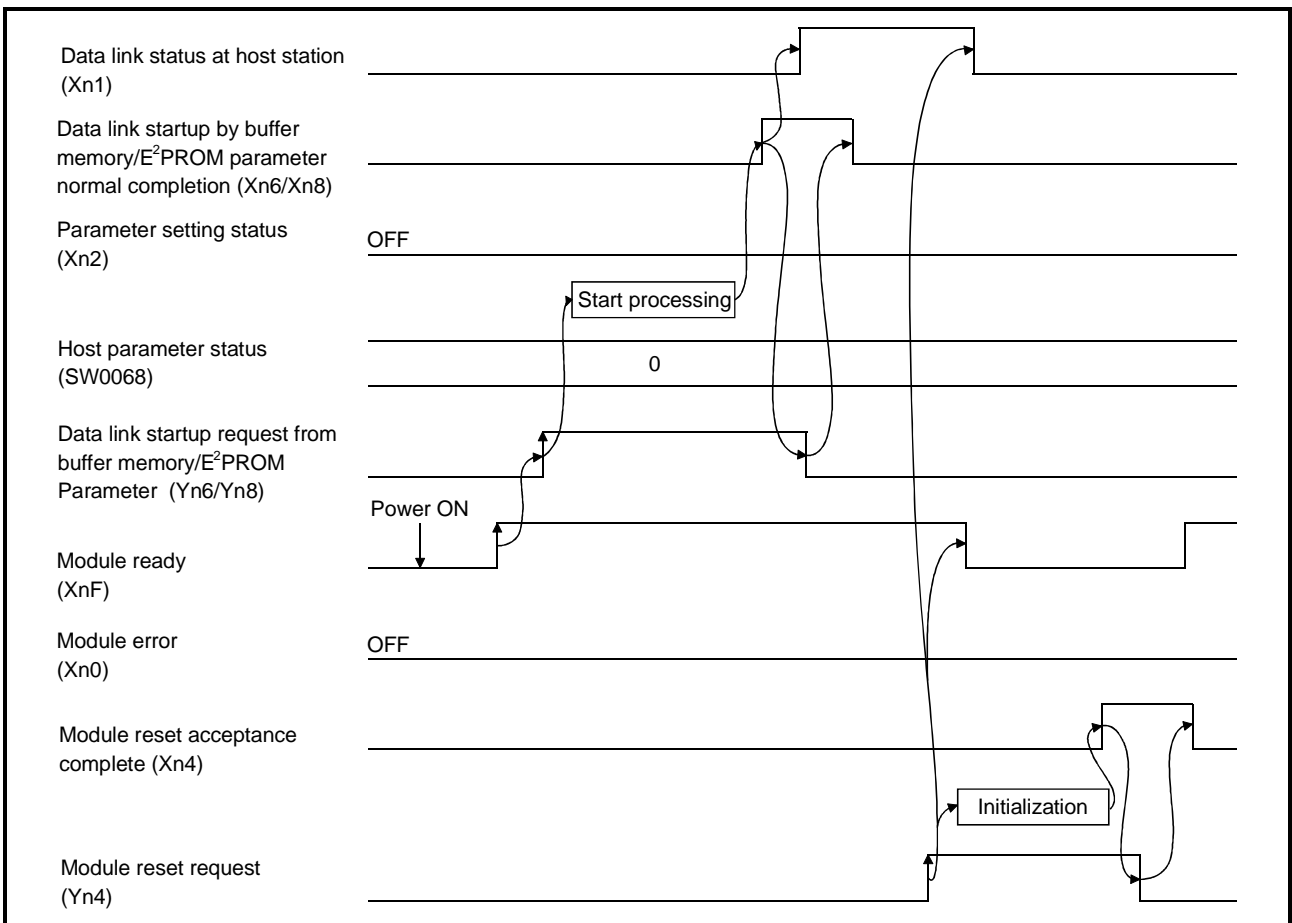 Data link status at host station
(Xn1)
Data link startup by buffer
memory/E²PROM parameter
normal completion (Xn6/Xn8)
Parameter setting status
(Xn2)
OFF
Start processing
Host parameter status
(SW0068)
0
Data link startup request from
buffer memory/E²PROM
Parameter (Yn6/Yn8)
Power ON
Module ready
(XnF)
Module error
(Xn0)
OFF
Module reset acceptance
complete (Xn4)
Initialization
Module reset request
(Yn4)